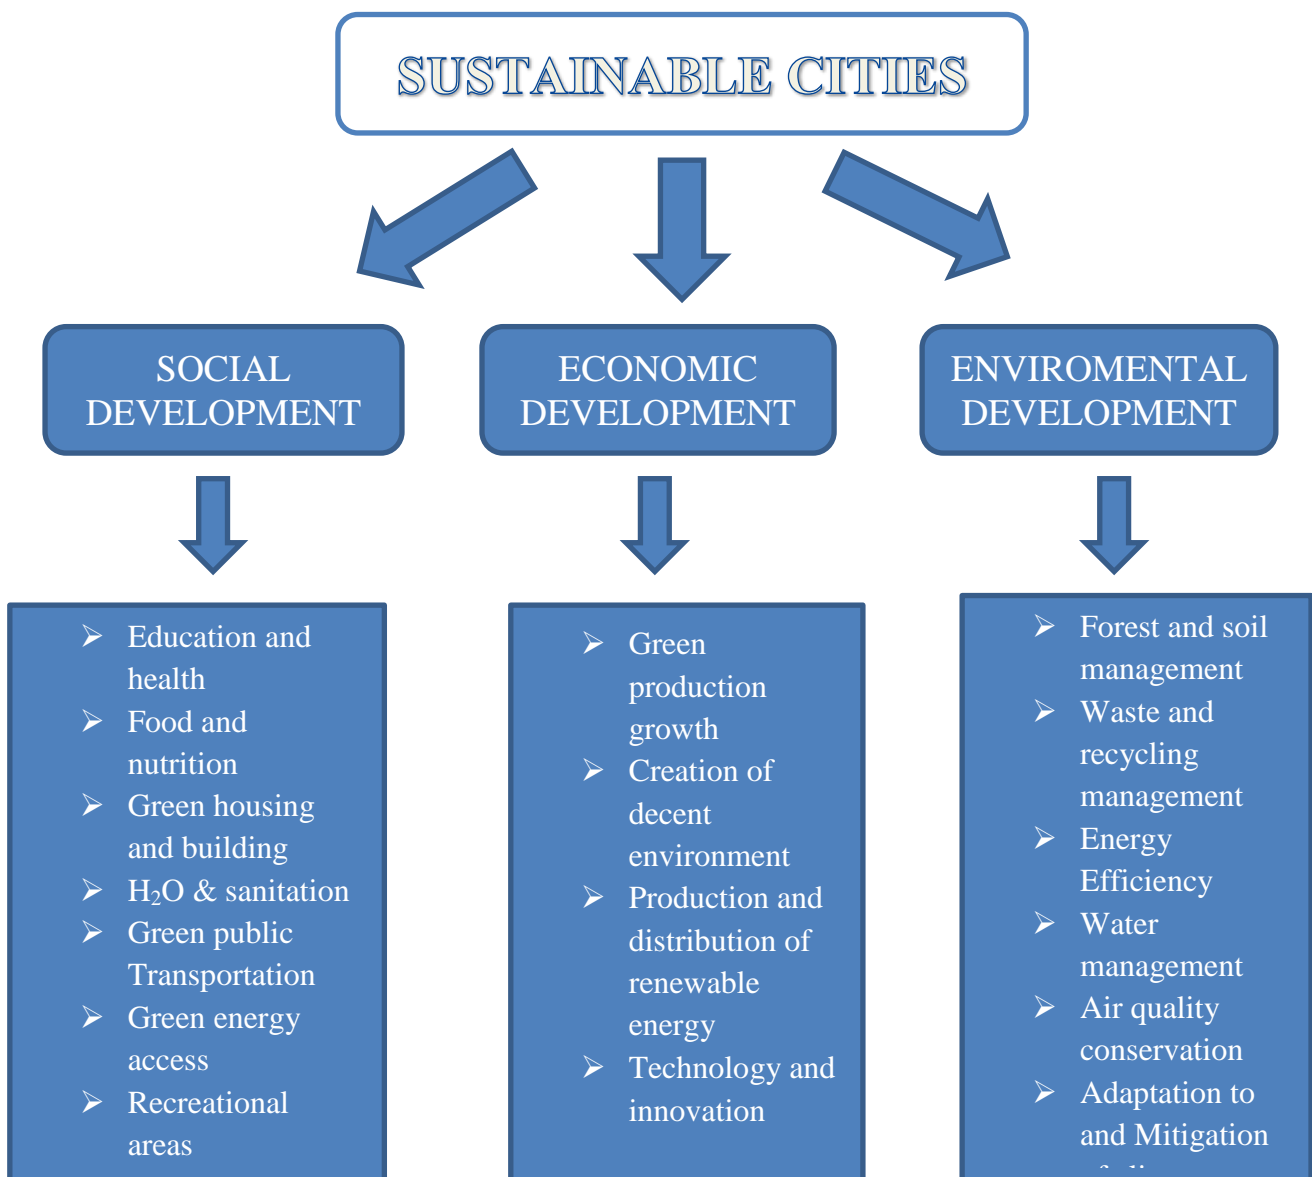 SUSTAINABLE CITIES
SOCIAL
DEVELOPMENT
ECONOMIC
DEVELOPMENT
ENVIROMENTAL
DEVELOPMENT
Education and
health
Food and
nutrition
Green housing
and building
H₂O & sanitation
Green public
Transportation
Green energy
access
Recreational
areas
Green
production
growth
Creation of
decent
environment
Production and
distribution of
renewable
energy
Technology and
innovation
Forest and soil
management
Waste and
recycling
management
Energy
Efficiency
Water
management
Air quality
conservation
Adaptation to
and Mitigation